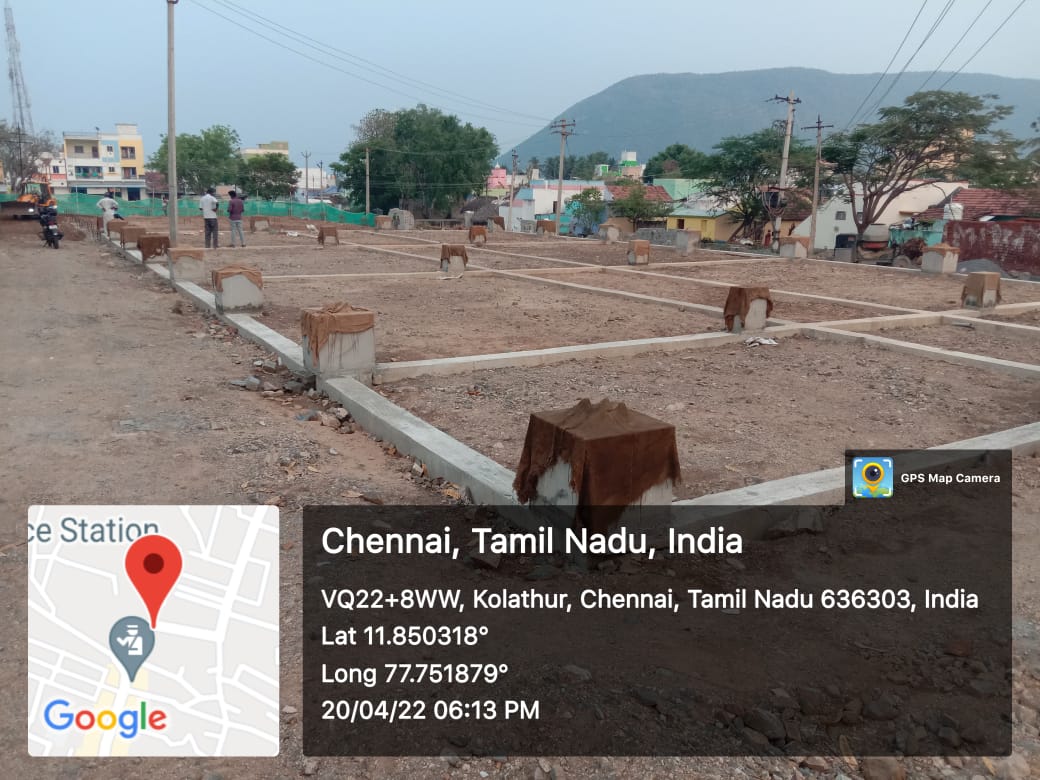 GPS Map Camera
ce Station
Google
Chennai, Tamil Nadu, India
VQ22+8WW, Kolathur, Chennai, Tamil Nadu 636303, India
Lat 11.850318°
Long 77.751879°
20/04/22 06:13 PM